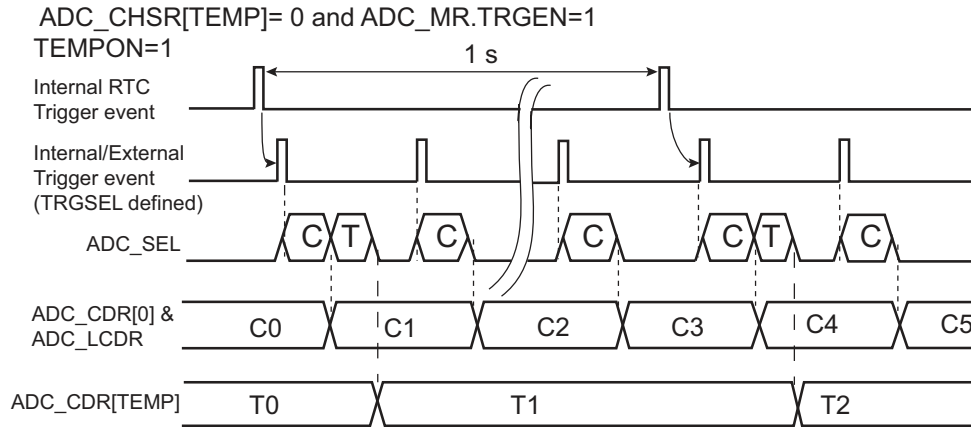 ADC_CHSR[TEMP]= 0 and ADC_MR.TRGEN=1
TEMPON=1
1 s
Internal RTC
Trigger event
Internal/External
Trigger event
(TRGSEL defined)
ADC_SEL
C T C C C T C
ADC_CDR[0] &
ADC_LCDR
C0 C1 C2 C3 C4 C5
ADC_CDR[TEMP]
T0 T1 T2